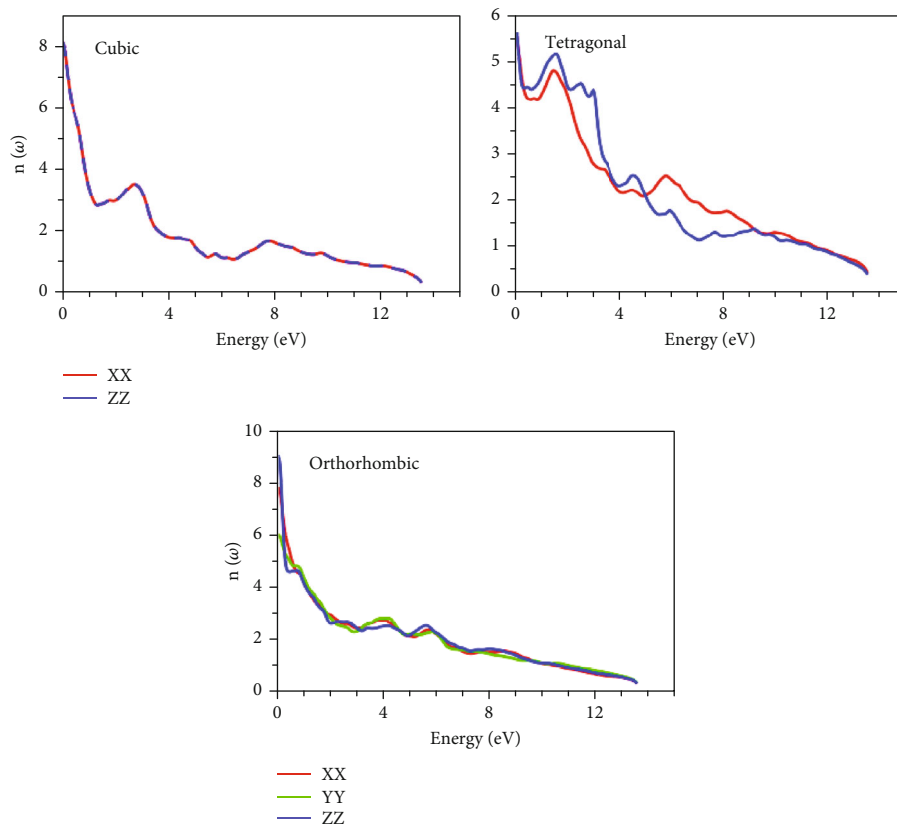 Cubic
8
6
4
2
0
n (ω)
0 4 8 12
Energy (eV)
XX
ZZ
Tetragonal
6
5
4
3
2
1
0
0 4 8 12
Energy (eV)
Orthorhombic
10
8
6
4
2
0
n (ω)
0 4 8 12
Energy (eV)
XX
YY
ZZ